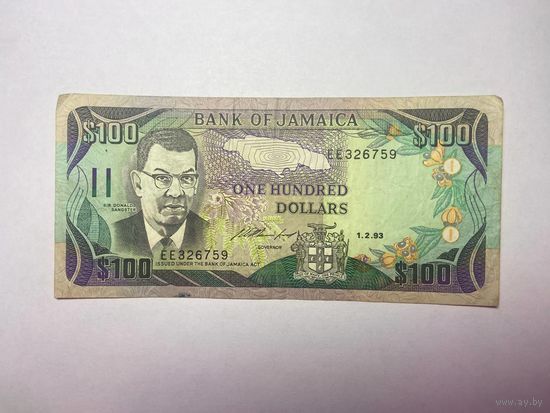 BANK OF JAMAICA
$100
$100
EE326759
ONE HUNDRED
DOLLARS
SIR DONALD
SANGSTER
1.2.93
GOVERNOR
EE326759
ISSUED UNDER THE BANK OF JAMAICA ACT
$100
$100
www.ay.by